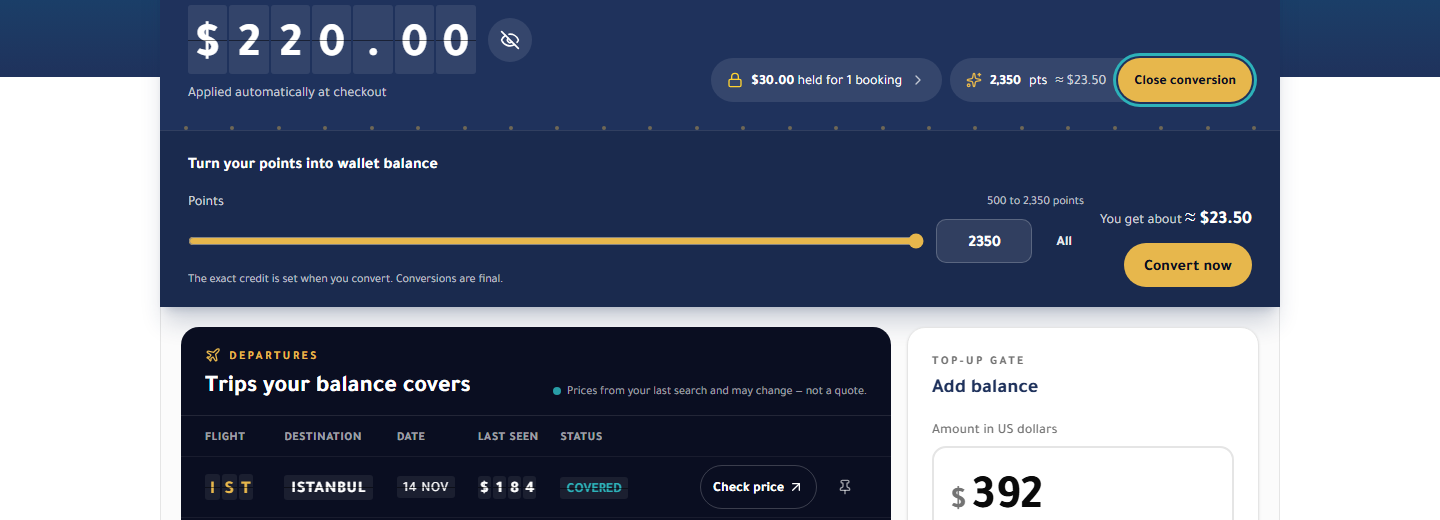 $220.00
Applied automatically at checkout
$30.00 held for 1 booking
2,350 pts ≈ $23.50
Close conversion
Turn your points into wallet balance
Points
500 to 2,350 points
2350
All
You get about ≈ $23.50
Convert now
The exact credit is set when you convert. Conversions are final.
DEPARTURES
Trips your balance covers
Prices from your last search and may change – not a quote.
FLIGHT DESTINATION DATE LAST SEEN STATUS
IST ISTANBUL 14 NOV $184 COVERED Check price
TOP-UP GATE
Add balance
Amount in US dollars
$ 392